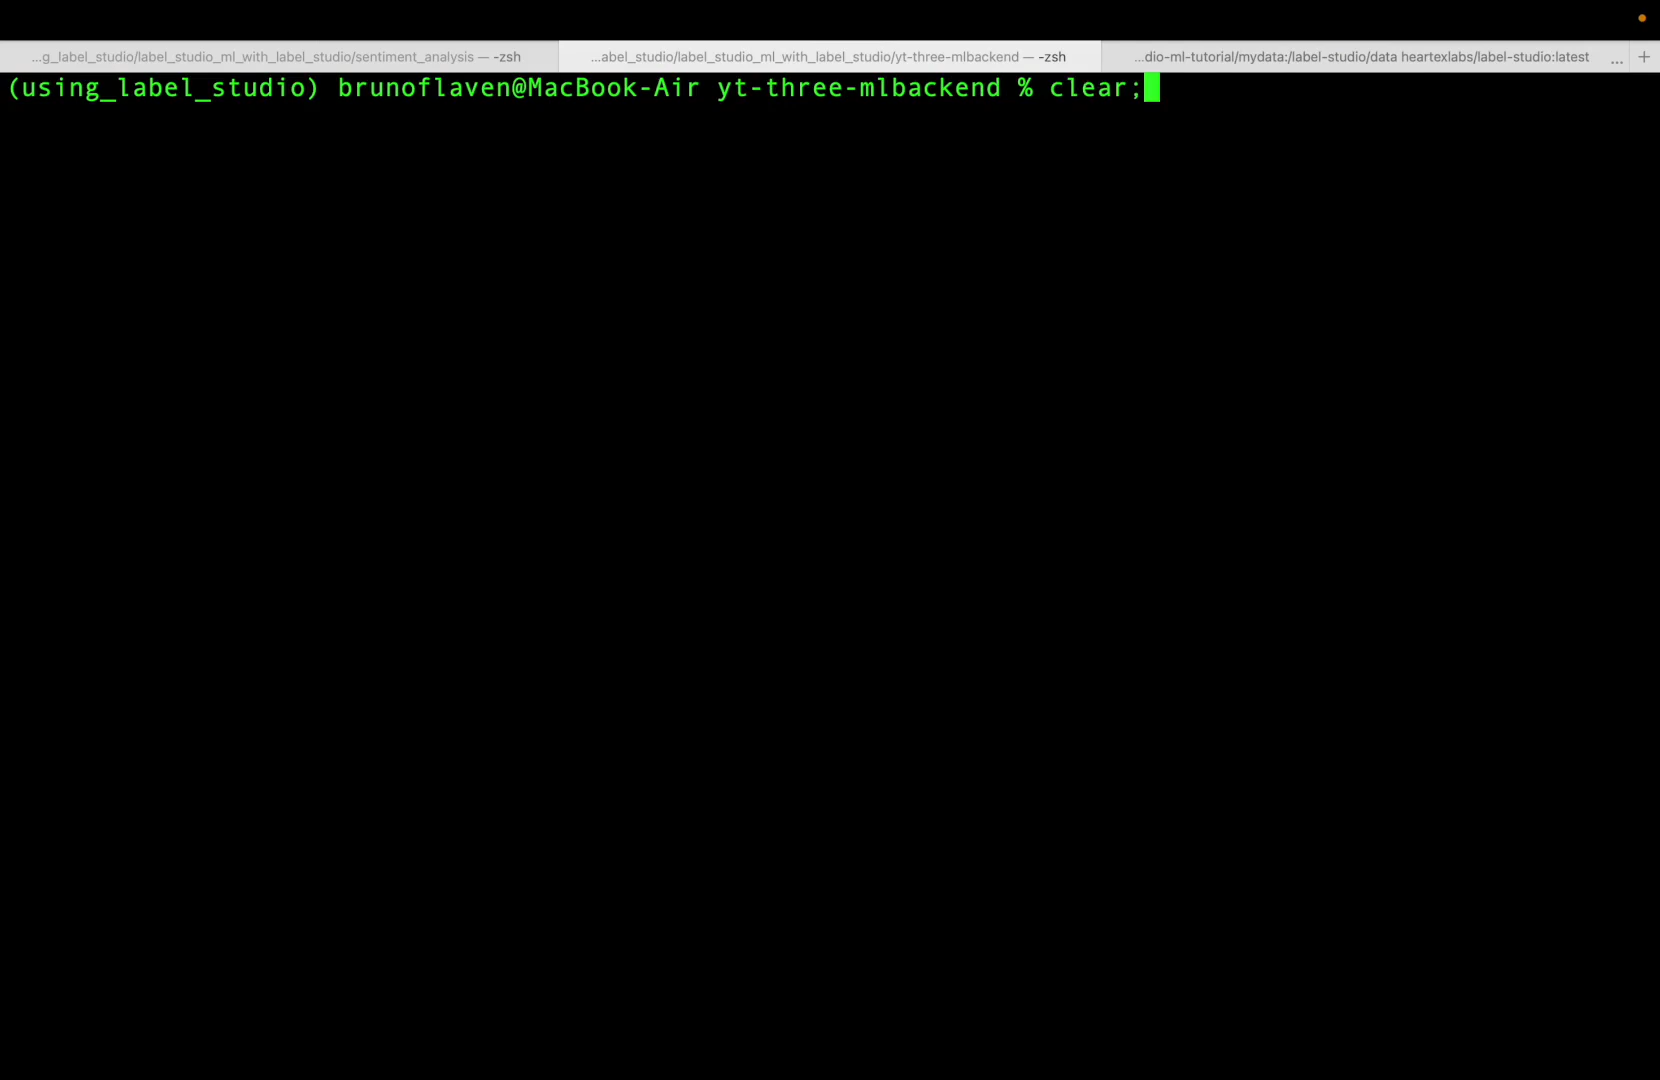 ...g_label_studio/label_studio_ml_with_label_studio/sentiment_analysis — -zsh
...abel_studio/label_studio_ml_with_label_studio/yt-three-mlbackend — -zsh
...dio-ml-tutorial/mydata:/label-studio/data heartexlabs/label-studio:latest
...
+
(using_label_studio) brunoflaven@MacBook-Air yt-three-mlbackend % clear;